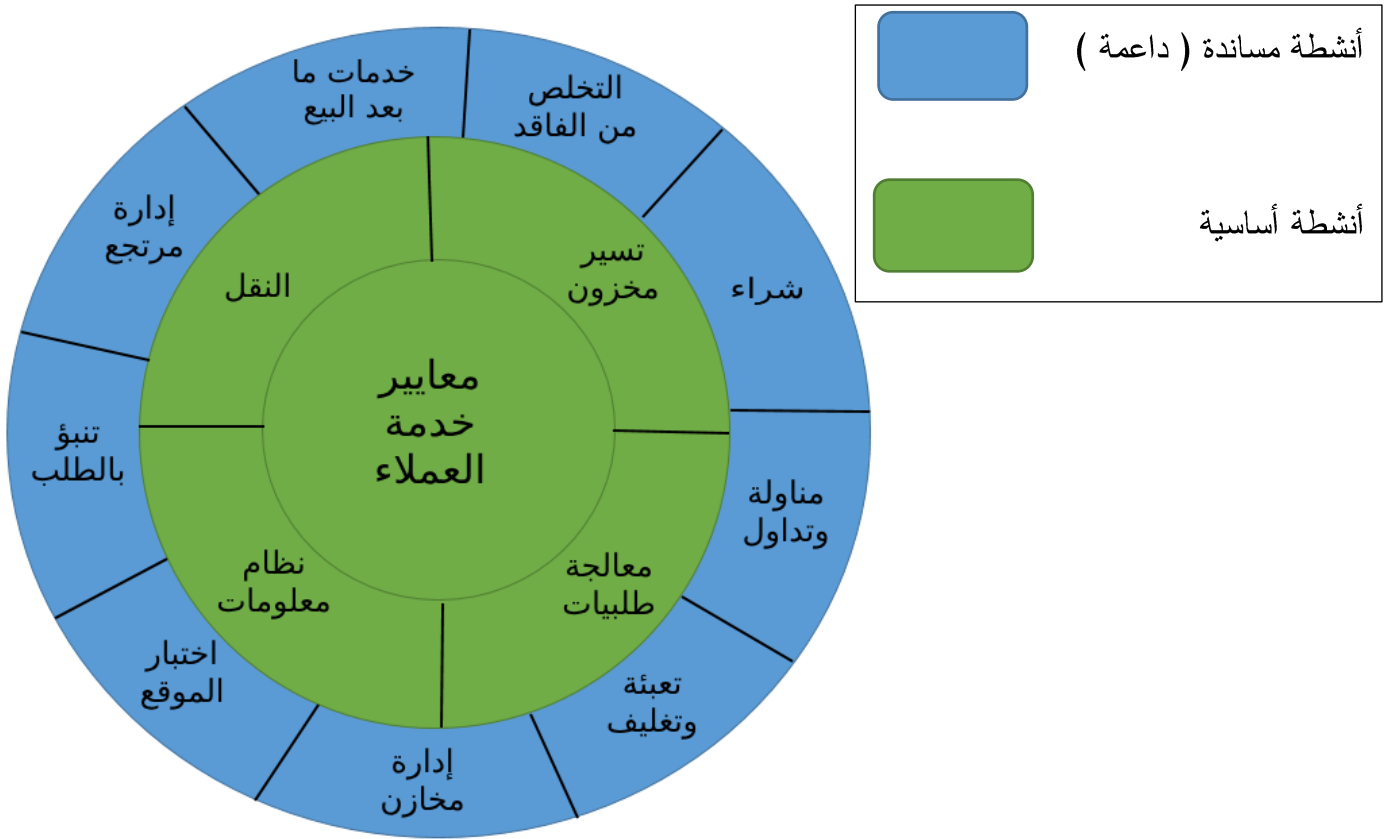 أنشطة مساندة ( داعمة )
أنشطة أساسية
خدمات ما
بعد البيع
التخلص
من الفاقد
شراء
مناولة
وتداول
تعبئة
وتغليف
إدارة
مخازن
اختبار
الموقع
تنبؤ
بالطلب
إدارة
مرتجع
النقل
تسير
مخزون
معالجة
طلبيات
نظام
معلومات
معايير
خدمة
العملاء